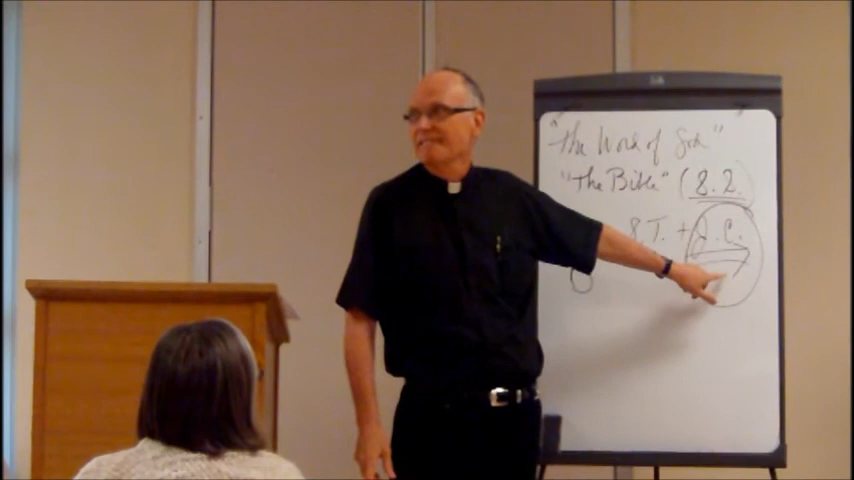 "The Word of God"
"The Bible" (8.2.)
8.T. + J.C.